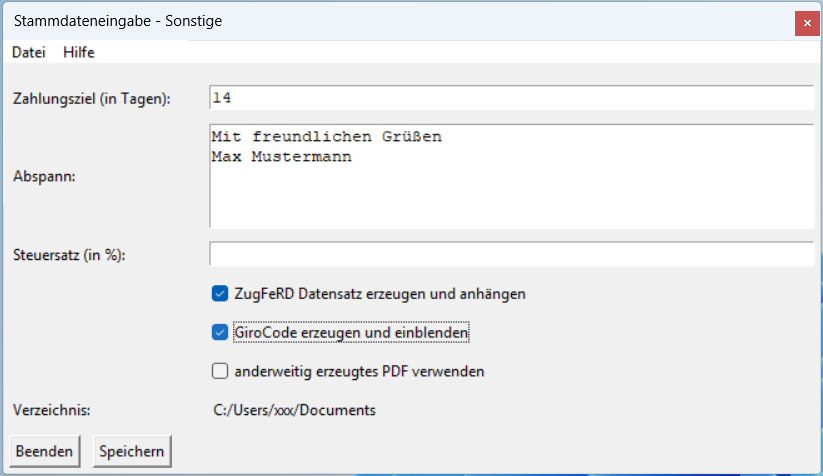 Stammdateneingabe - Sonstige
Datei Hilfe
Zahlungsziel (in Tagen): 14
Mit freundlichen Grüßen
Max Mustermann
Abspann:
Steuersatz (in %):
ZugFeRD Datensatz erzeugen und anhängen
GiroCode erzeugen und einblenden
anderweitig erzeugtes PDF verwenden
Verzeichnis: C:/Users/xxx/Documents
Beenden Speichern